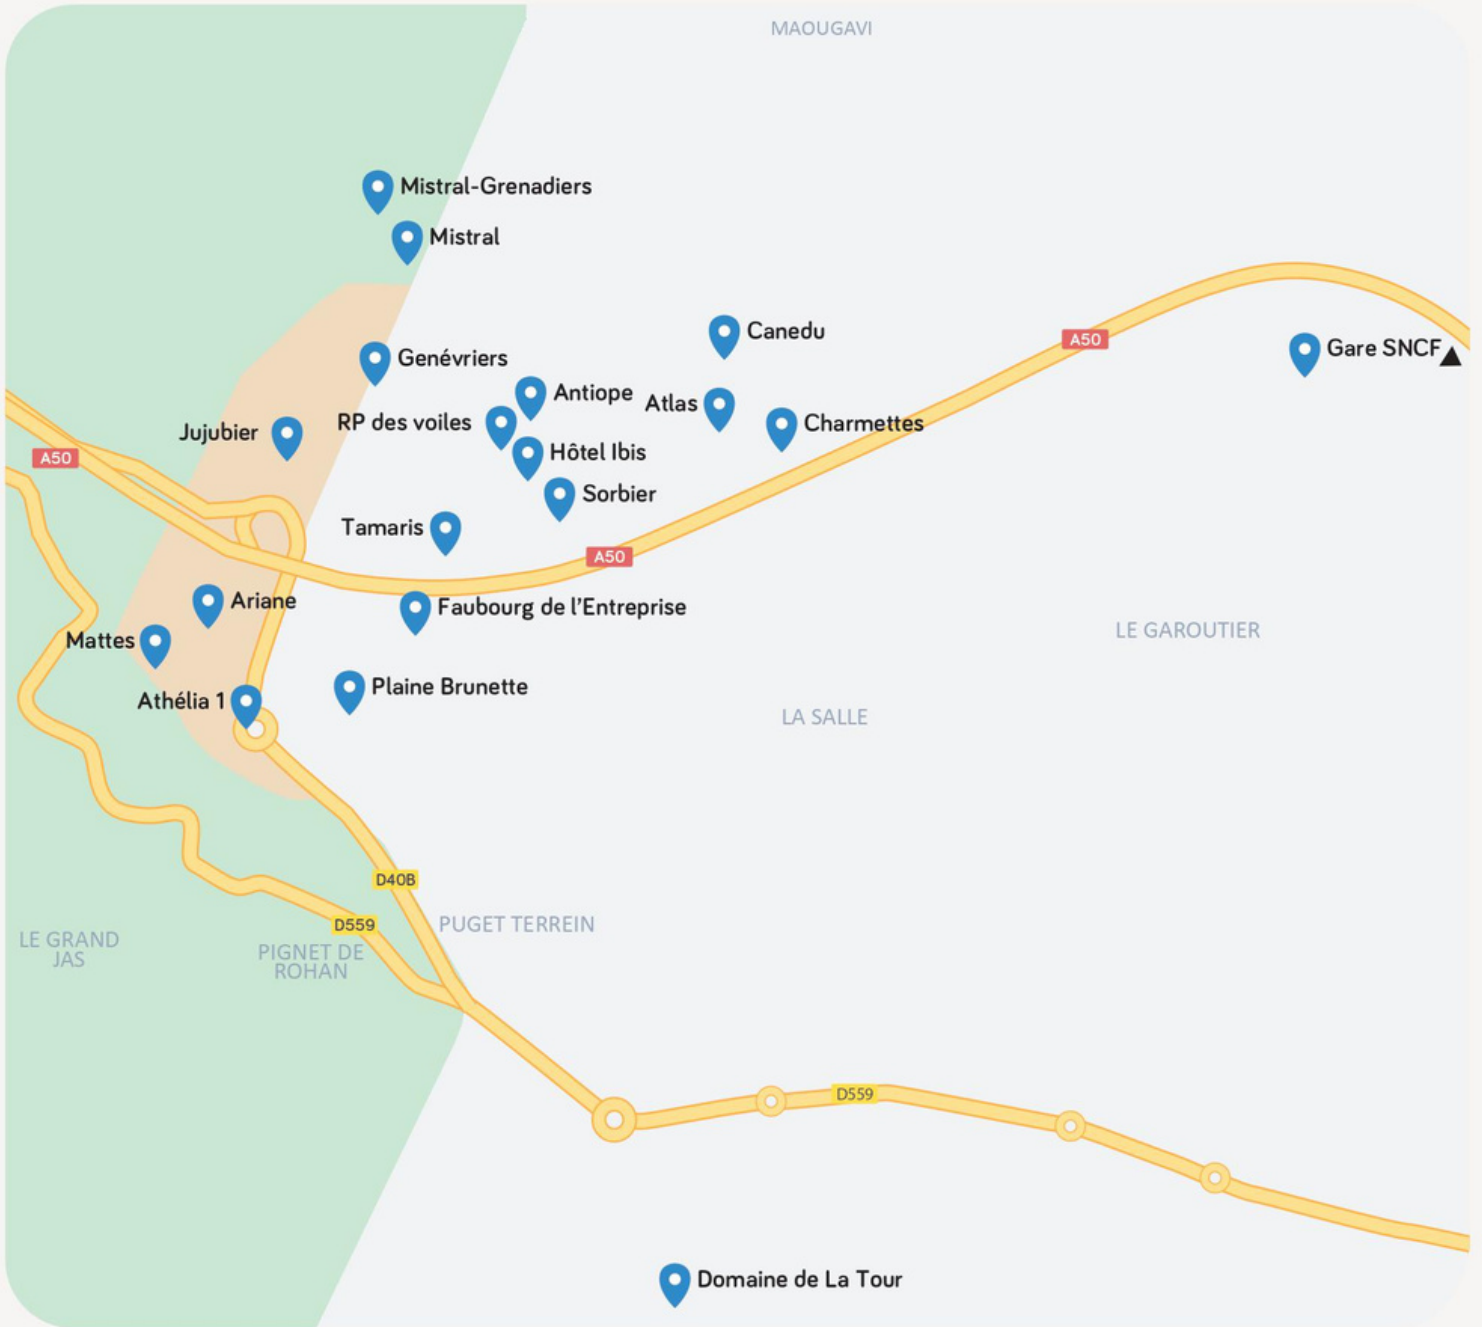 MAOUGAVI
Mistral-Grenadiers
Mistral
Canedu
A50
Gare SNCF
Genévriers
Antiope
Atlas
RP des voiles
Charmettes
Jujubier
Hôtel Ibis
A50
Sorbier
Tamaris
A50
Ariane
Faubourg de l'Entreprise
LE GAROUTIER
Mattes
Plaine Brunette
Athélia 1
LA SALLE
D40B
D559
PUGET TERREIN
LE GRAND
JAS
PIGNET DE
ROHAN
D559
Domaine de La Tour